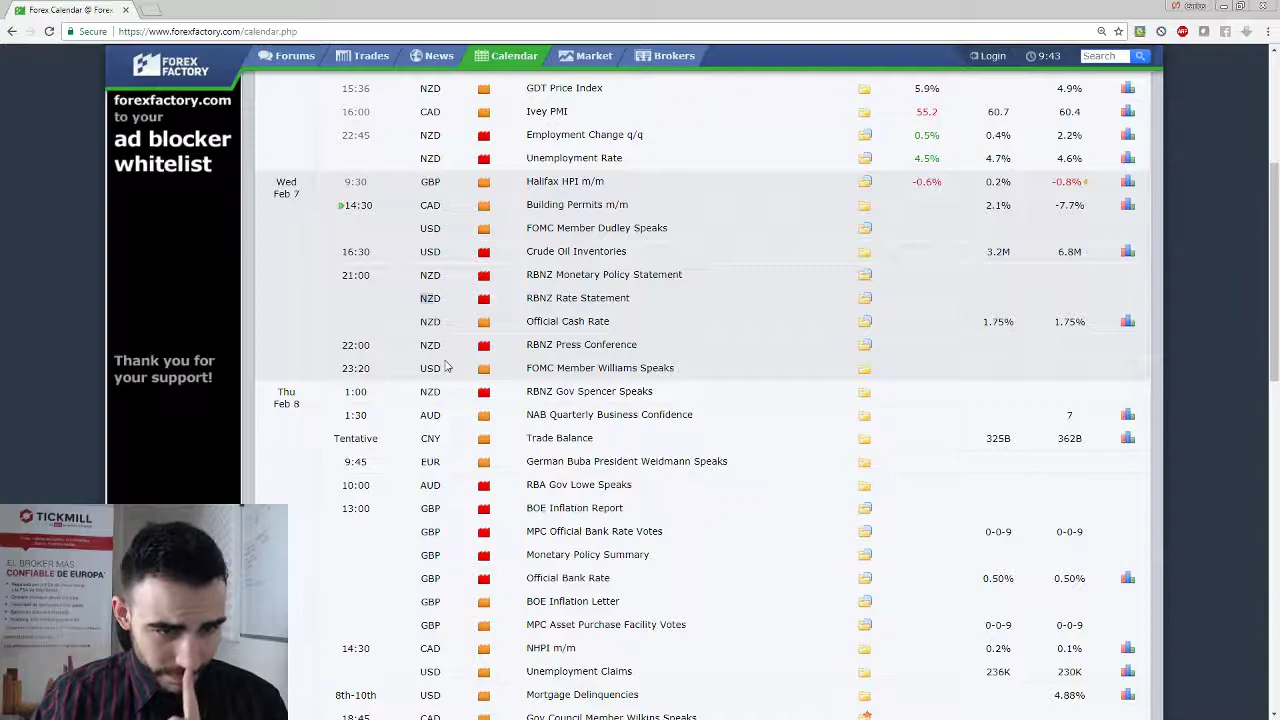 Forex Calendar @ Forex
Secure https://www.forexfactory.com/calendar.php
FOREX FACTORY Forums Trades News Calendar Market Brokers Login 9:43 Search
forexfactory.com
to your
ad blocker
whitelist
Thank you for
your support!
15:36 GDT Price Index 4.9%
16:00 CAD Ivey PMI 55.2 60.7 60.4
22:45 NZD Employment Change q/q 0.5% 0.4% 2.2%
NZD Unemployment Rate 4.5% 4.7% 4.6%
Wed Feb 7 9:30 GBP Halifax HPI m/m -0.6% 0.2% -0.8%
14:30 CAD Building Permits m/m 2.1% -7.7%
USD FOMC Member Dudley Speaks
16:30 USD Crude Oil Inventories 3.2M 6.8M
21:00 NZD RBNZ Monetary Policy Statement
NZD RBNZ Rate Statement
NZD Official Cash Rate 1.75% 1.75%
22:00 NZD RBNZ Press Conference
23:20 USD FOMC Member Williams Speaks
Thu Feb 8 NZD RBNZ Gov Spencer Speaks
1:30 AUD NAB Quarterly Business Confidence 7
Tentative CNY Trade Balance 322B 362B
9:45 EUR German Buba President Weidmann Speaks
10:00 AUD RBA Gov Lowe Speaks
13:00 GBP BOE Inflation Report
GBP MPC Official Bank Rate Votes 0-0-9 0-0-9
GBP Monetary Policy Summary
GBP Official Bank Rate 0.50% 0.50%
GBP BOE Inflation Letter
GBP MPC Asset Purchase Facility Votes 0-0-9 0-0-9
14:30 CAD NHPI m/m 0.2% 0.1%
USD Unemployment Claims 230K
8th-10th USD Mortgage Delinquencies 4.88%
Gov Council Member Wilkins Speaks
TICKMILL
EL BROKER MÁS
CONFIABLE DE EUROPA